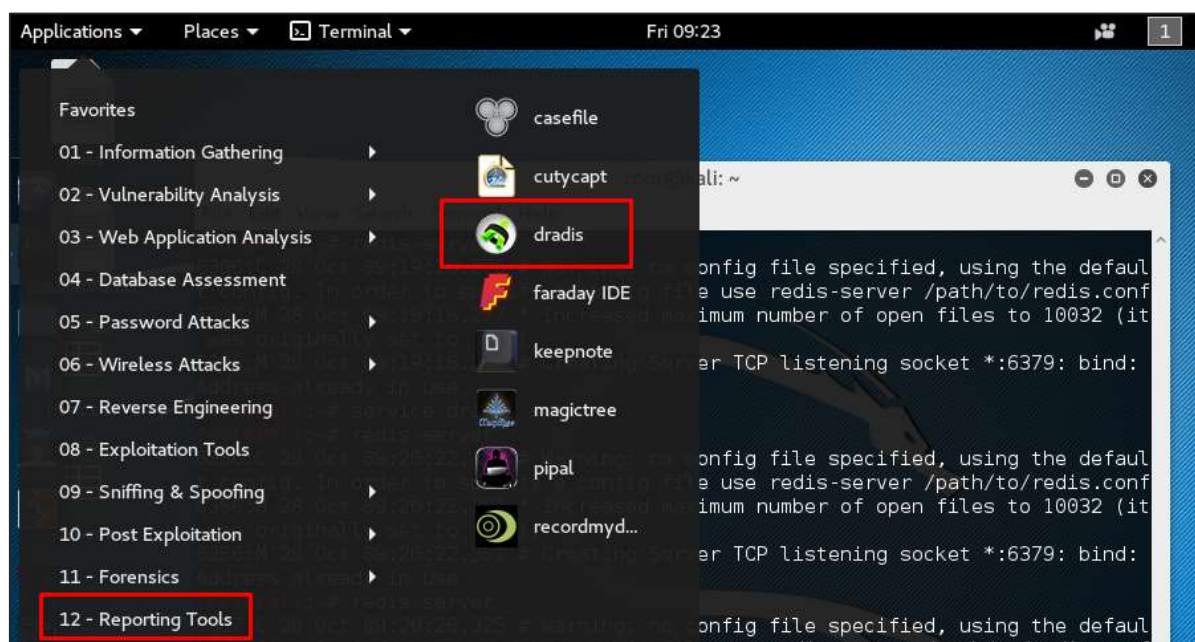 Applications Places Terminal Fri 09:23 1
Favorites
01 - Information Gathering
02 - Vulnerability Analysis
03 - Web Application Analysis
04 - Database Assessment
05 - Password Attacks
06 - Wireless Attacks
07 - Reverse Engineering
08 - Exploitation Tools
09 - Sniffing & Spoofing
10 - Post Exploitation
11 - Forensics
12 - Reporting Tools
casefile
cutycapt
dradis
faraday IDE
keepnote
magictree
pipal
recordmyd...
ali: ~
onfig file specified, using the defaul
e use redis-server /path/to/redis.conf
imum number of open files to 10032 (it
er TCP listening socket *:6379: bind:
onfig file specified, using the defaul
e use redis-server /path/to/redis.conf
imum number of open files to 10032 (it
er TCP listening socket *:6379: bind:
onfig file specified, using the defaul